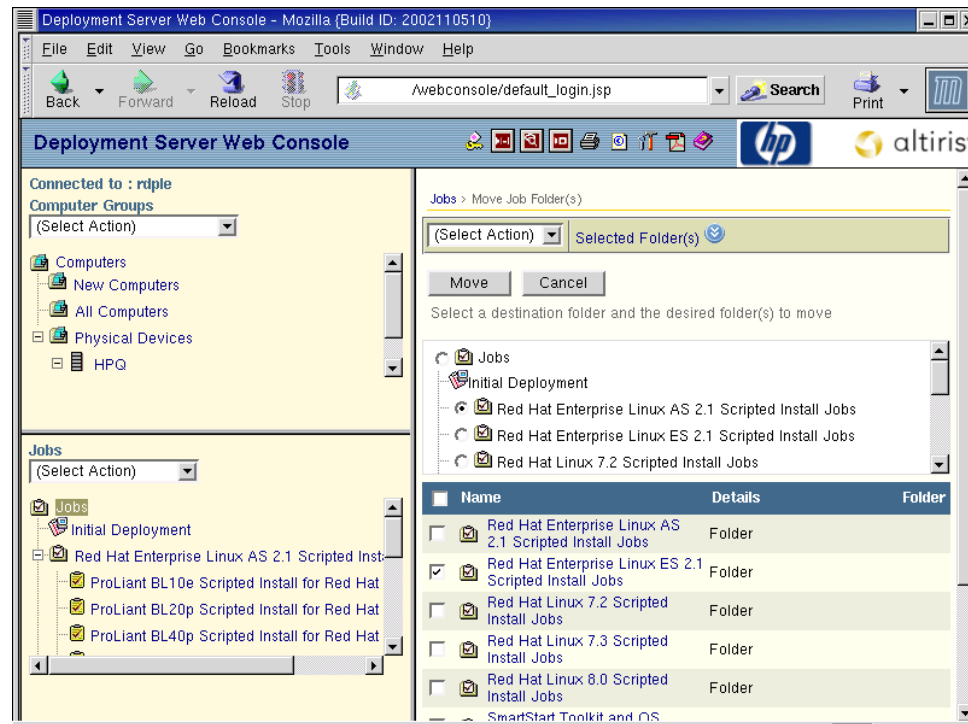 Deployment Server Web Console - Mozilla {Build ID: 2002110510}
File Edit View Go Bookmarks Tools Window Help
Back Forward Reload Stop /webconsole/default_login.jsp Search Print
Deployment Server Web Console
hp altiris
Connected to : rdple
Computer Groups
(Select Action)
Computers
New Computers
All Computers
Physical Devices
HPQ
Jobs
(Select Action)
Jobs
Initial Deployment
Red Hat Enterprise Linux AS 2.1 Scripted Inst
ProLiant BL10e Scripted Install for Red Hat
ProLiant BL20p Scripted Install for Red Hat
ProLiant BL40p Scripted Install for Red Hat
Jobs > Move Job Folder(s)
(Select Action) Selected Folder(s)
Move Cancel
Select a destination folder and the desired folder(s) to move
Jobs
Initial Deployment
Red Hat Enterprise Linux AS 2.1 Scripted Install Jobs
Red Hat Enterprise Linux ES 2.1 Scripted Install Jobs
Red Hat Linux 7.2 Scripted Install Jobs
Name Details Folder
Red Hat Enterprise Linux AS
2.1 Scripted Install Jobs Folder
Red Hat Enterprise Linux ES 2.1
Scripted Install Jobs Folder
Red Hat Linux 7.2 Scripted
Install Jobs Folder
Red Hat Linux 7.3 Scripted
Install Jobs Folder
Red Hat Linux 8.0 Scripted
Install Jobs Folder
SmartStart Toolkit and OS